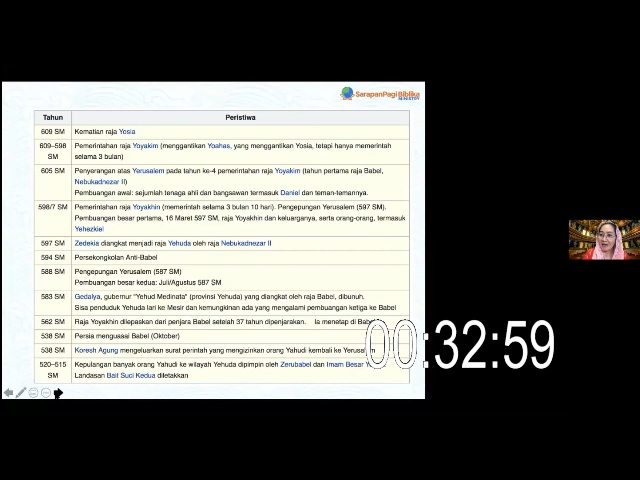 SarapanPagi Biblika
MINISTRY
Tahun Peristiwa
609 SM Kematian raja Yosia
609–598 Pemerintahan raja Yoyakim (menggantikan Yoahas, yang menggantikan Yosia, tetapi hanya memerintah
SM selama 3 bulan)
605 SM Penyerangan atas Yerusalem pada tahun ke-4 pemerintahan raja Yoyakim (tahun pertama raja Babel,
Nebukadnezar II)
Pembuangan awal: sejumlah tenaga ahli dan bangsawan termasuk Daniel dan teman-temannya.
598/7 SM Pemerintahan raja Yoyakhin (memerintah selama 3 bulan 10 hari). Pengepungan Yerusalem (597 SM).
Pembuangan besar pertama, 16 Maret 597 SM, raja Yoyakhin dan keluarganya, serta orang-orang, termasuk
Yehezkiel
597 SM Zedekia diangkat menjadi raja Yehuda oleh raja Nebukadnezar II
594 SM Persekongkolan Anti-Babel
588 SM Pengepungan Yerusalem (587 SM)
Pembuangan besar kedua: Juli/Agustus 587 SM
583 SM Gedalya, gubernur "Yehud Medinata" (provinsi Yehuda) yang diangkat oleh raja Babel, dibunuh.
Sisa penduduk Yehuda lari ke Mesir dan kemungkinan ada yang mengalami pembuangan ketiga ke Babel
562 SM Raja Yoyakhin dilepaskan dari penjara Babel setelah 37 tahun dipenjarakan. Ia menetap di Babel
538 SM Persia menguasai Babel (Oktober)
538 SM Koresh Agung mengeluarkan surat perintah yang mengizinkan orang Yahudi kembali ke Yerusalem
520–515 Kepulangan banyak orang Yahudi ke wilayah Yehuda dipimpin oleh Zerubabel dan Imam Besar
SM Landasan Bait Suci Kedua diletakkan
00:32:59